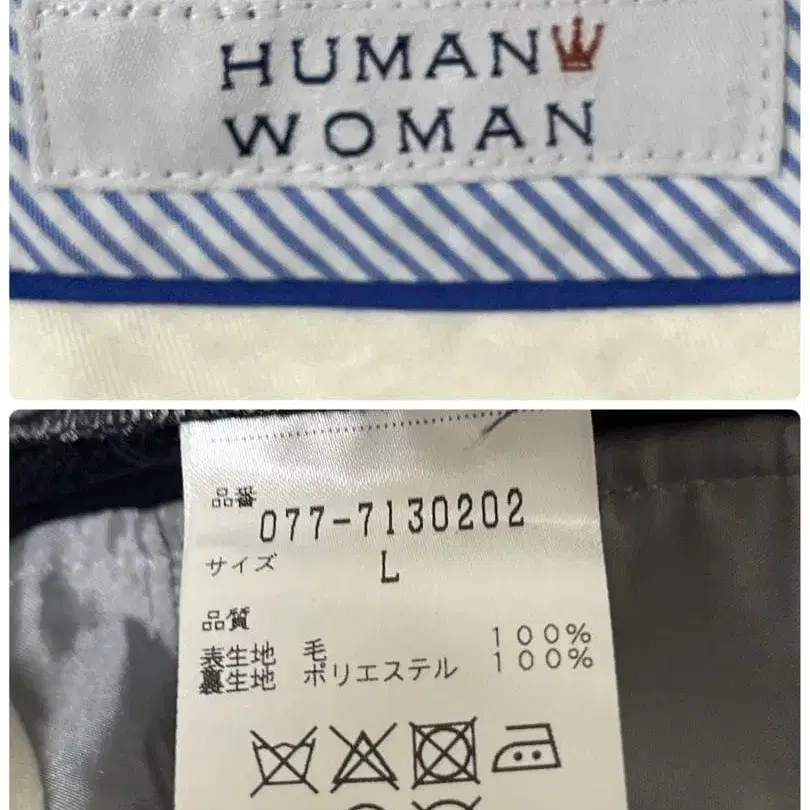 HUMAN
WOMAN
品番
077-7130202
サイズ
L
品質
表生地 毛 100%
裏生地 ポリエステル 100%